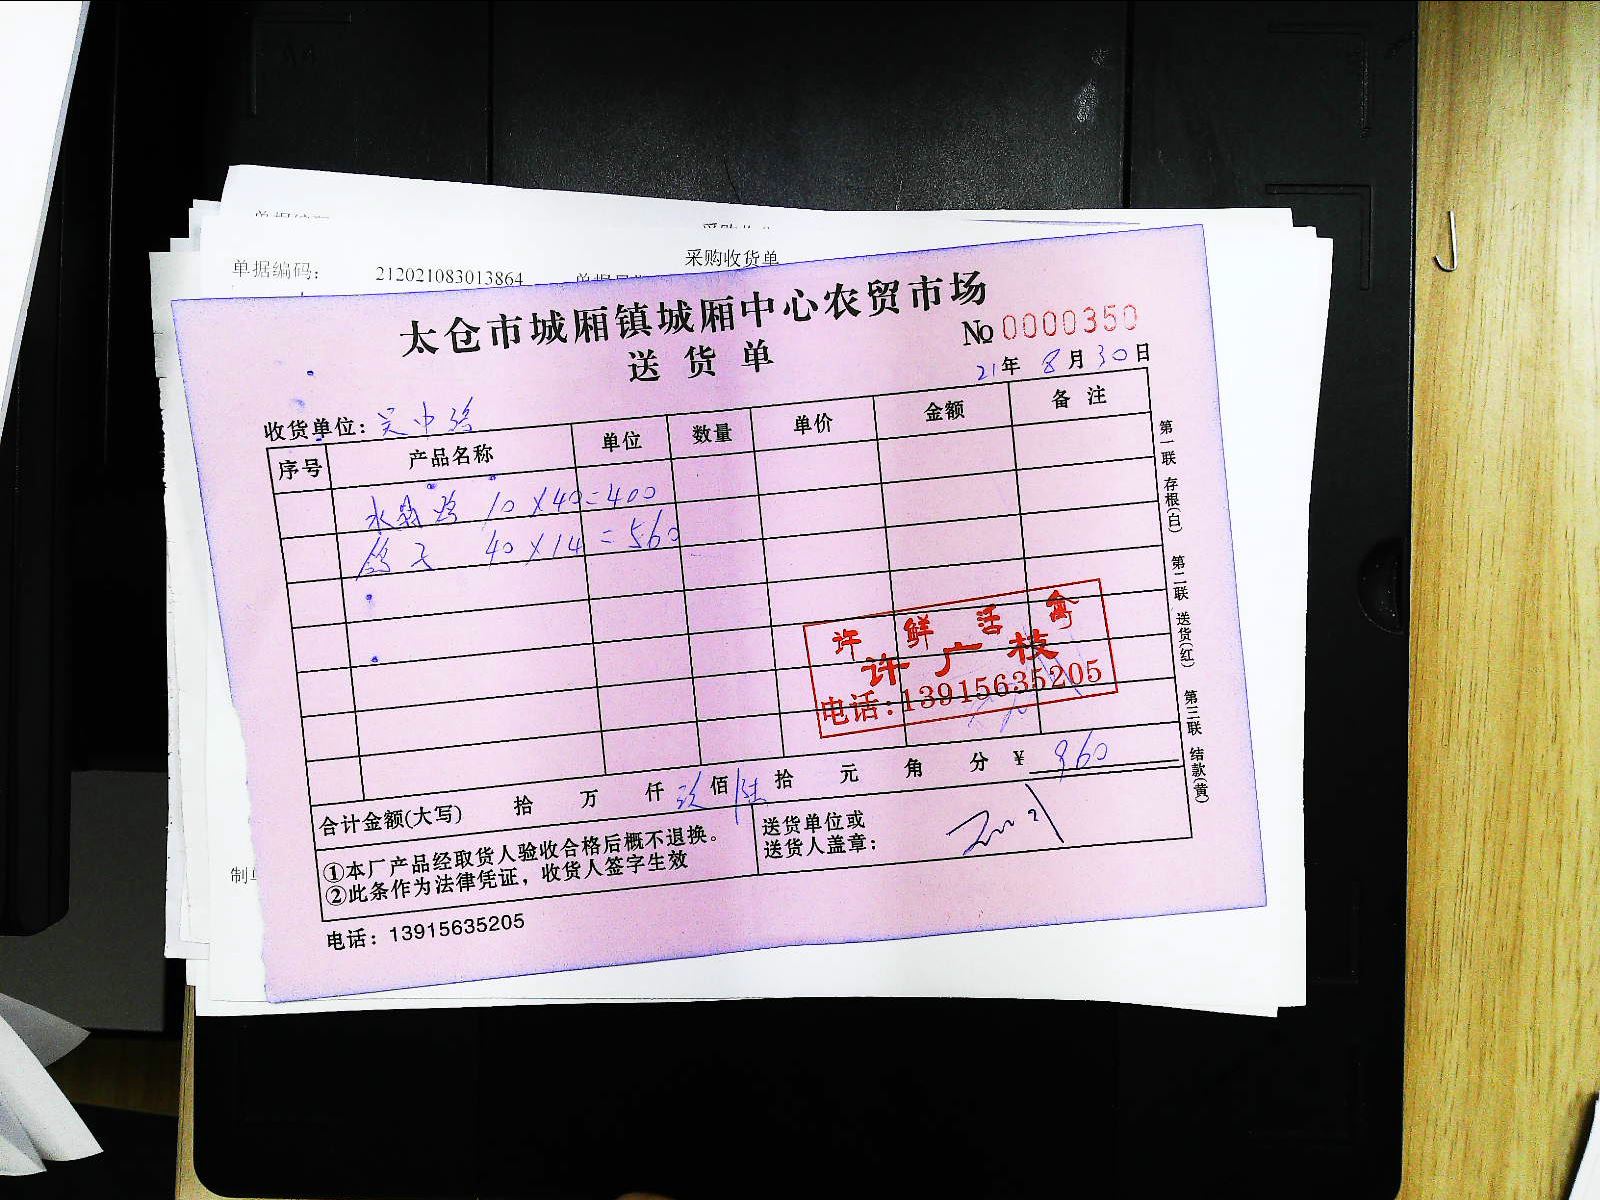 采购收货单
单据编码： 212021083013864
太仓市城厢镇城厢中心农贸市场
送货单
No 0000350
21年 8月 30日
收货单位：
序号 产品名称 单位 数量 单价 金额 备注
10×40=400
40×14=560
许鲜活禽
许广枝
电话:13915635205
合计金额(大写) 拾 万 仟 玖佰 陆拾 元 角 分 ¥ 960
①本厂产品经取货人验收合格后概不退换。
②此条作为法律凭证，收货人签字生效
送货单位或
送货人盖章：
电话：13915635205
第一联 存根(白) 第二联 送货(红) 第三联 结款(黄)